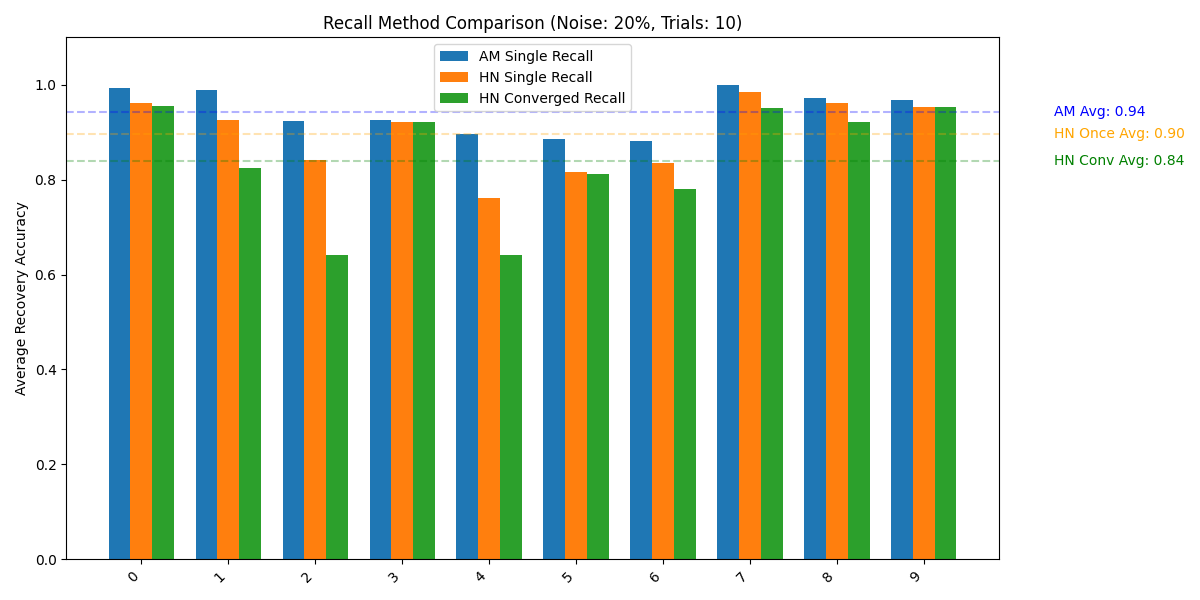 Recall Method Comparison (Noise: 20%, Trials: 10)
AM Single Recall
HN Single Recall
HN Converged Recall
Average Recovery Accuracy
1.0
0.8
0.6
0.4
0.2
0.0
AM Avg: 0.94
HN Once Avg: 0.90
HN Conv Avg: 0.84
0 1 2 3 4 5 6 7 8 9